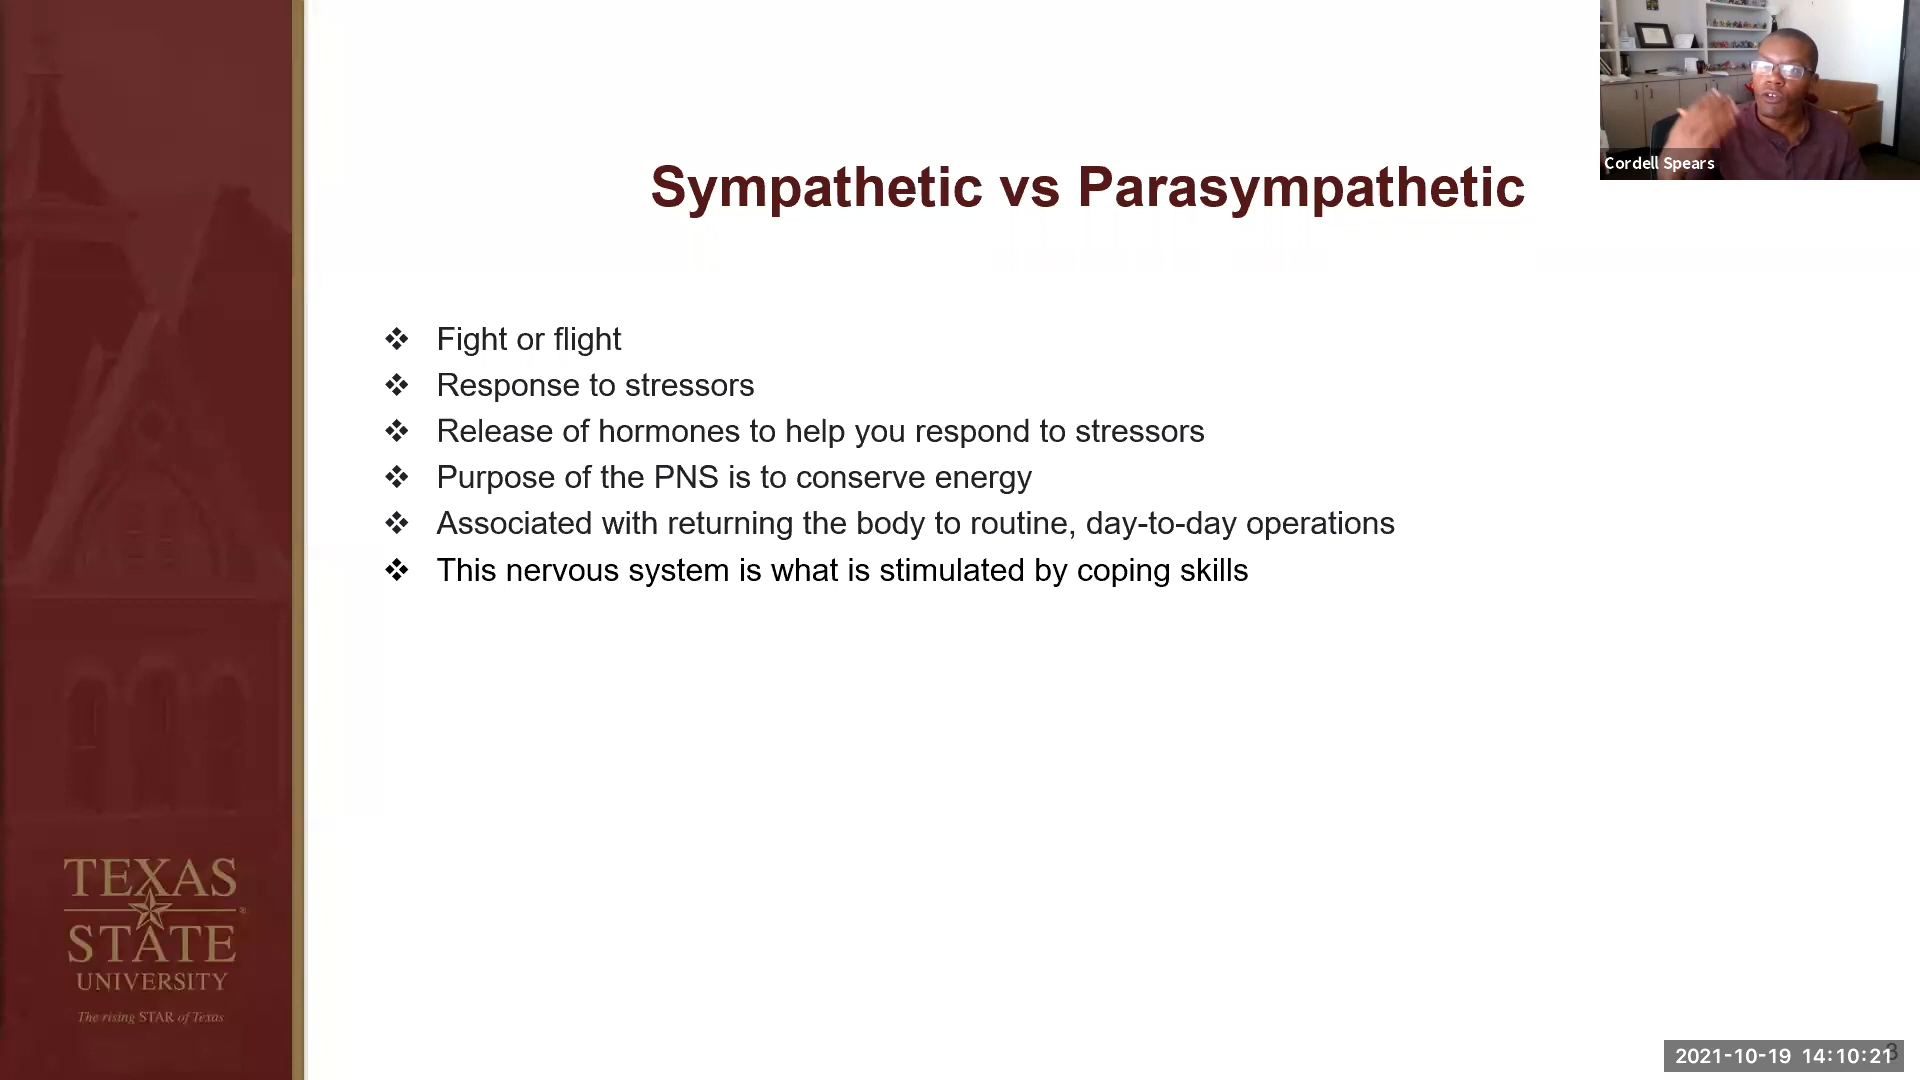 Cordell Spears
Sympathetic vs Parasympathetic
❖ Fight or flight
❖ Response to stressors
❖ Release of hormones to help you respond to stressors
❖ Purpose of the PNS is to conserve energy
❖ Associated with returning the body to routine, day-to-day operations
❖ This nervous system is what is stimulated by coping skills
TEXAS
STATE
®
UNIVERSITY
The rising STAR of Texas
2021-10-19 14:10:21
3